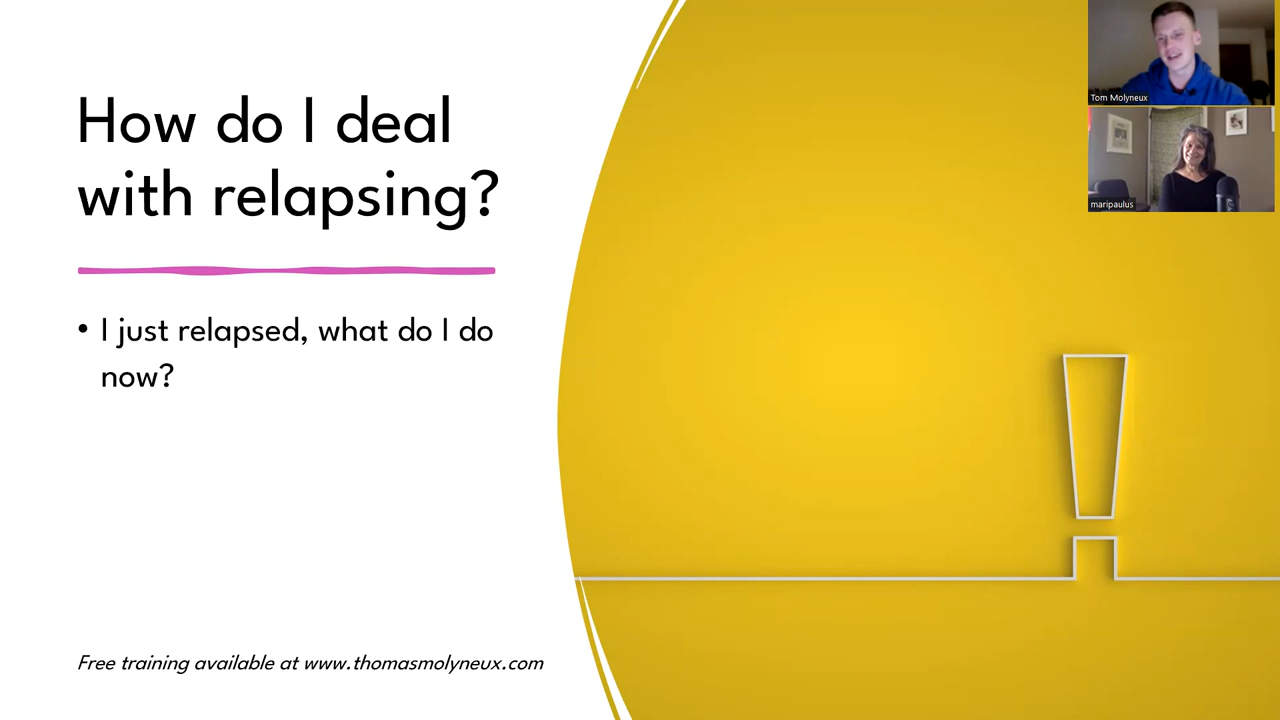 How do I deal
with relapsing?
• I just relapsed, what do I do
now?
Free training available at www.thomasmolyneux.com
Tom Molyneux
maripaulus